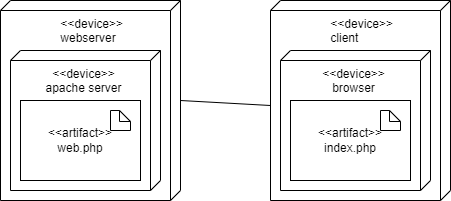 <<device>>
webserver
<<device>>
apache server
<<artifact>>
web.php
<<device>>
client
<<device>>
browser
<<artifact>>
index.php